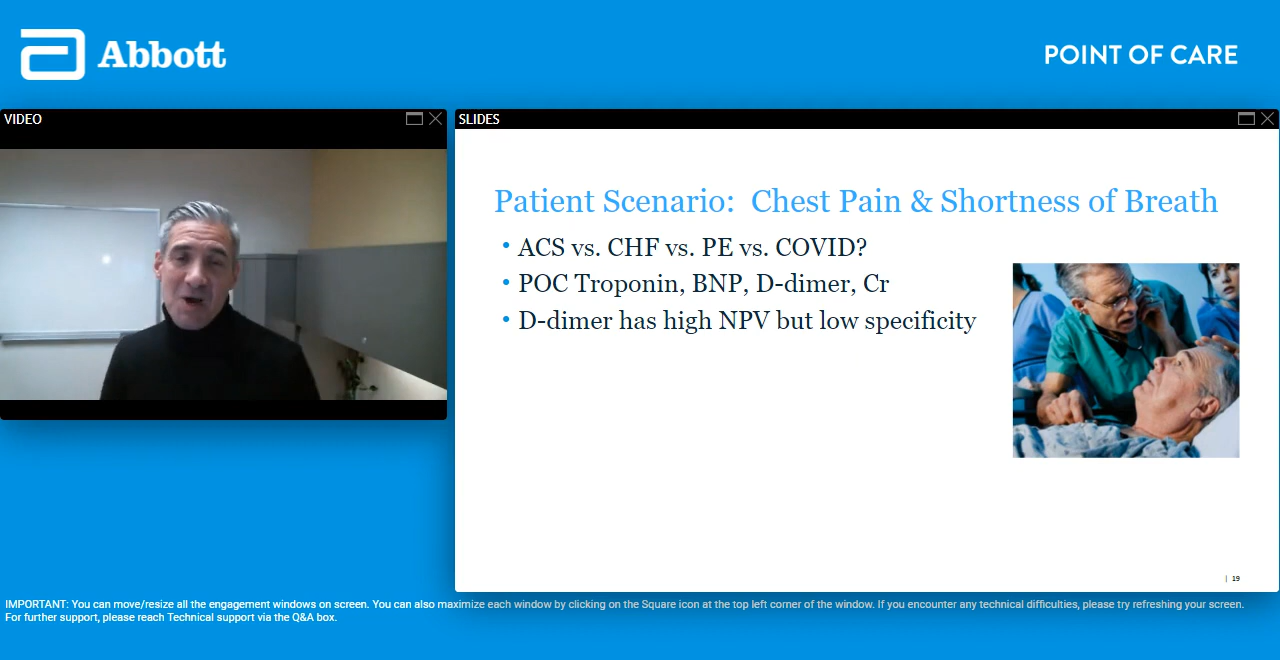 Abbott
POINT OF CARE
VIDEO
SLIDES
Patient Scenario: Chest Pain & Shortness of Breath
• ACS vs. CHF vs. PE vs. COVID?
• POC Troponin, BNP, D-dimer, Cr
• D-dimer has high NPV but low specificity
| 19
IMPORTANT: You can move/resize all the engagement windows on screen. You can also maximize each window by clicking on the Square icon at the top left corner of the window. If you encounter any technical difficulties, please try refreshing your screen.
For further support, please reach Technical support via the Q&A box.